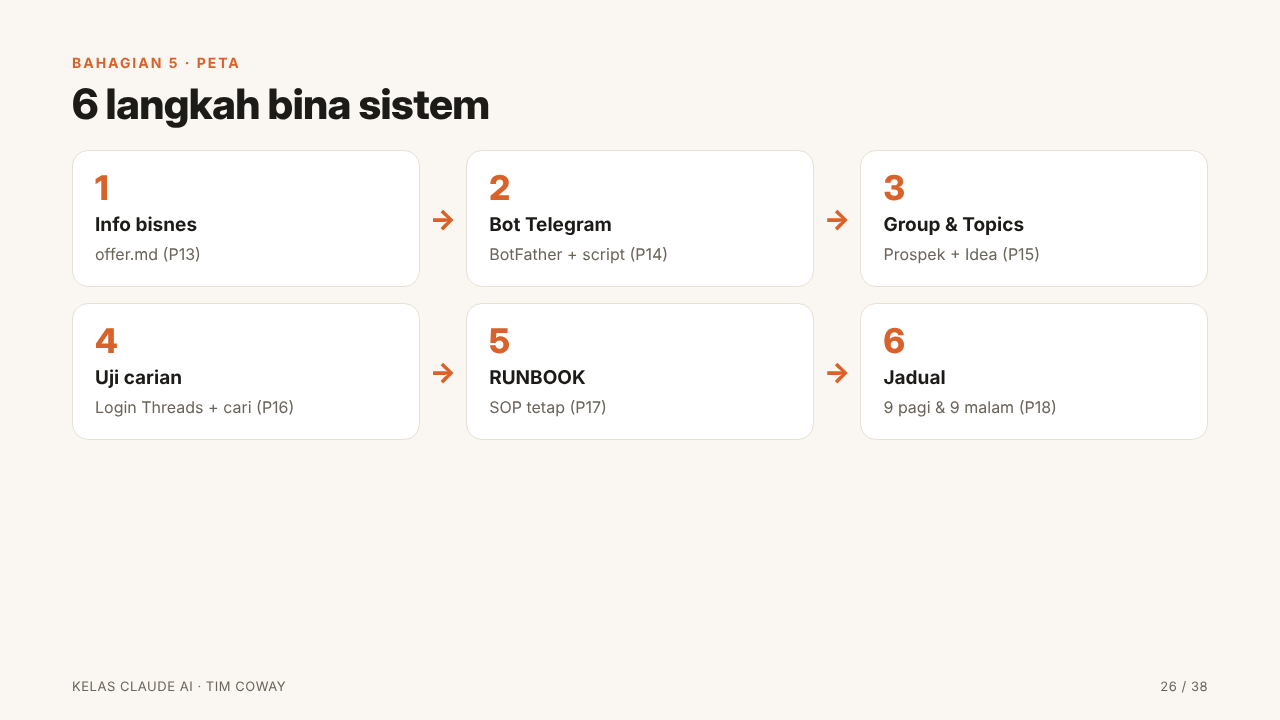 BAHAGIAN 5 · PETA
6 langkah bina sistem
1
Info bisnes
offer.md (P13)
→
2
Bot Telegram
BotFather + script (P14)
→
3
Group & Topics
Prospek + Idea (P15)
4
Uji carian
Login Threads + cari (P16)
→
5
RUNBOOK
SOP tetap (P17)
→
6
Jadual
9 pagi & 9 malam (P18)
KELAS CLAUDE AI · TIM COWAY
26 / 38